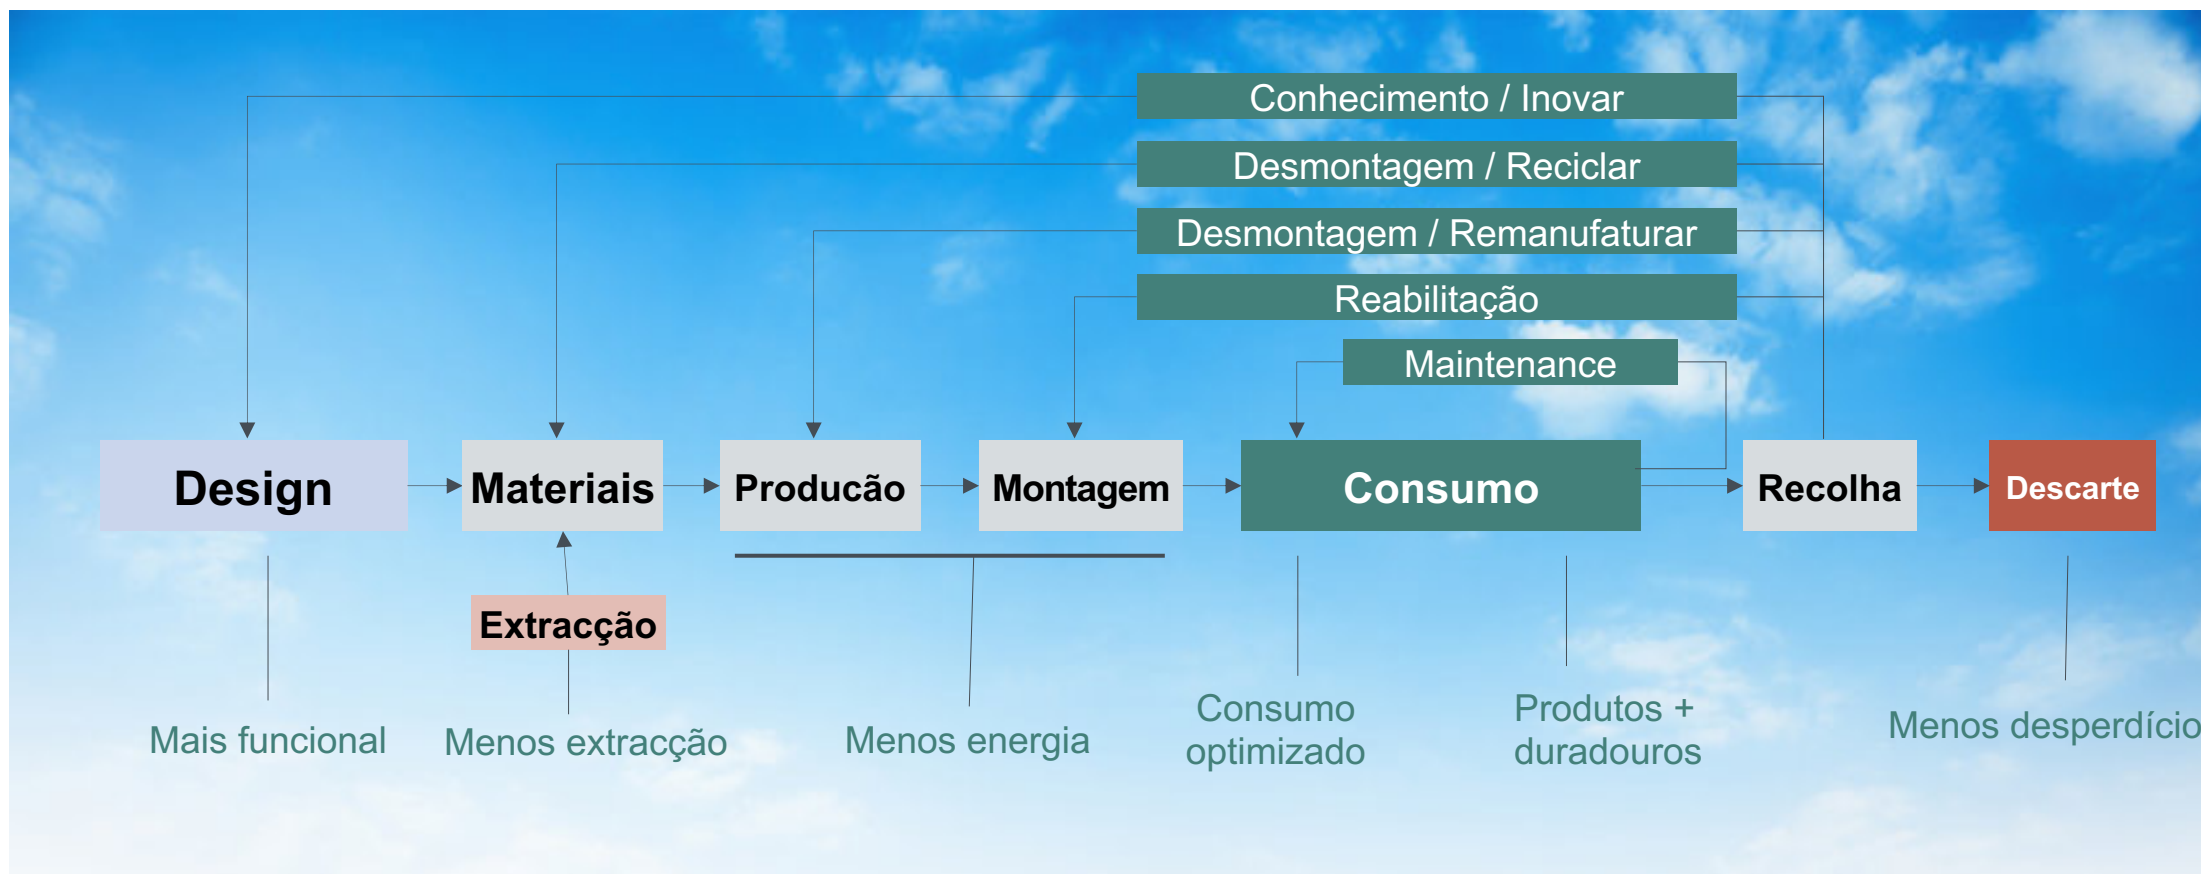 Conhecimento / Inovar
Desmontagem / Reciclar
Desmontagem / Remanufaturar
Reabilitação
Maintenance
Design
Materiais
Producão
Montagem
Consumo
Recolha
Descarte
Extracção
Mais funcional
Menos extracção
Menos energia
Consumo
optimizado
Produtos +
duradouros
Menos desperdício